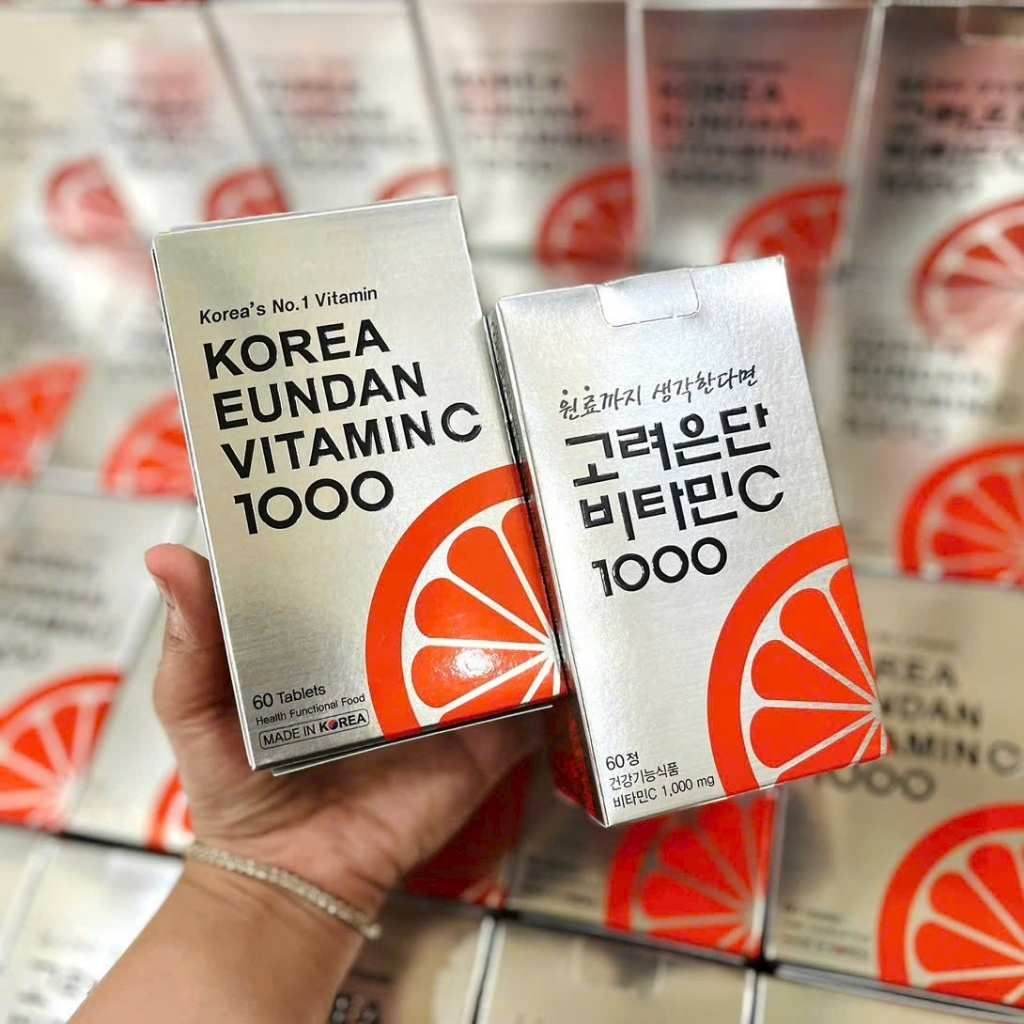 Korea's No.1 Vitamin
KOREA
EUNDAN
VITAMIN C
1000
60 Tablets
Health Functional Food
MADE IN KOREA
원료까지 생각한다면
고려은단
비타민C
1000
60정
건강기능식품
비타민C 1,000 mg